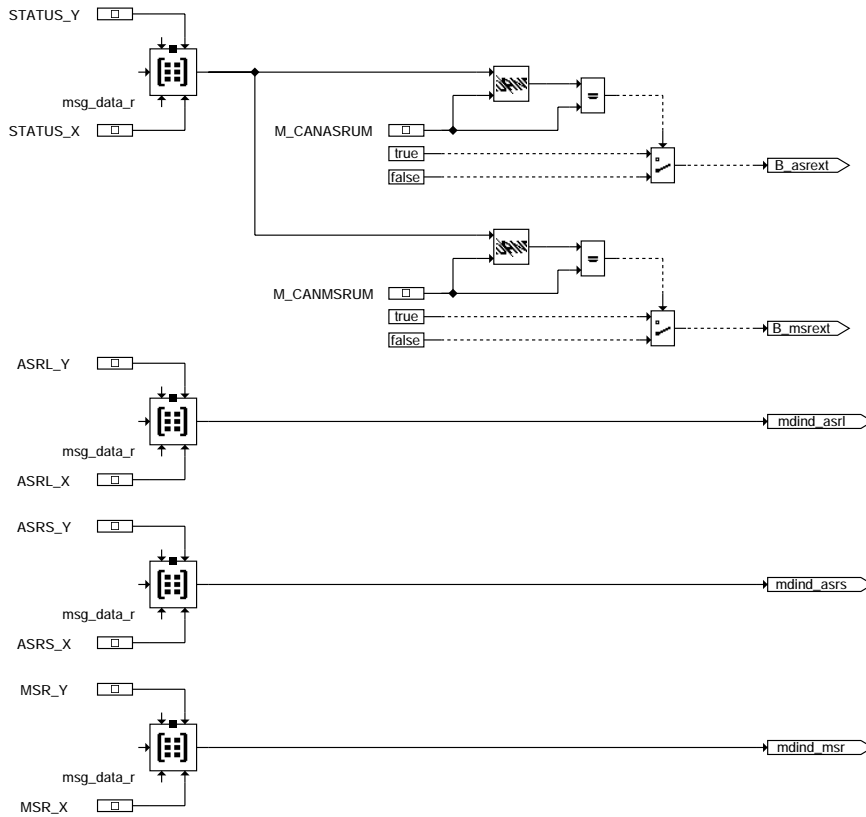 STATUS_Y
msg_data_r
STATUS_X
M_CANASRUM
=
true
false
B_asrext
M_CANMSRUM
=
true
false
B_msrext
ASRL_Y
mdind_asrl
msg_data_r
ASRL_X
ASRS_Y
mdind_asrs
msg_data_r
ASRS_X
MSR_Y
mdind_msr
msg_data_r
MSR_X